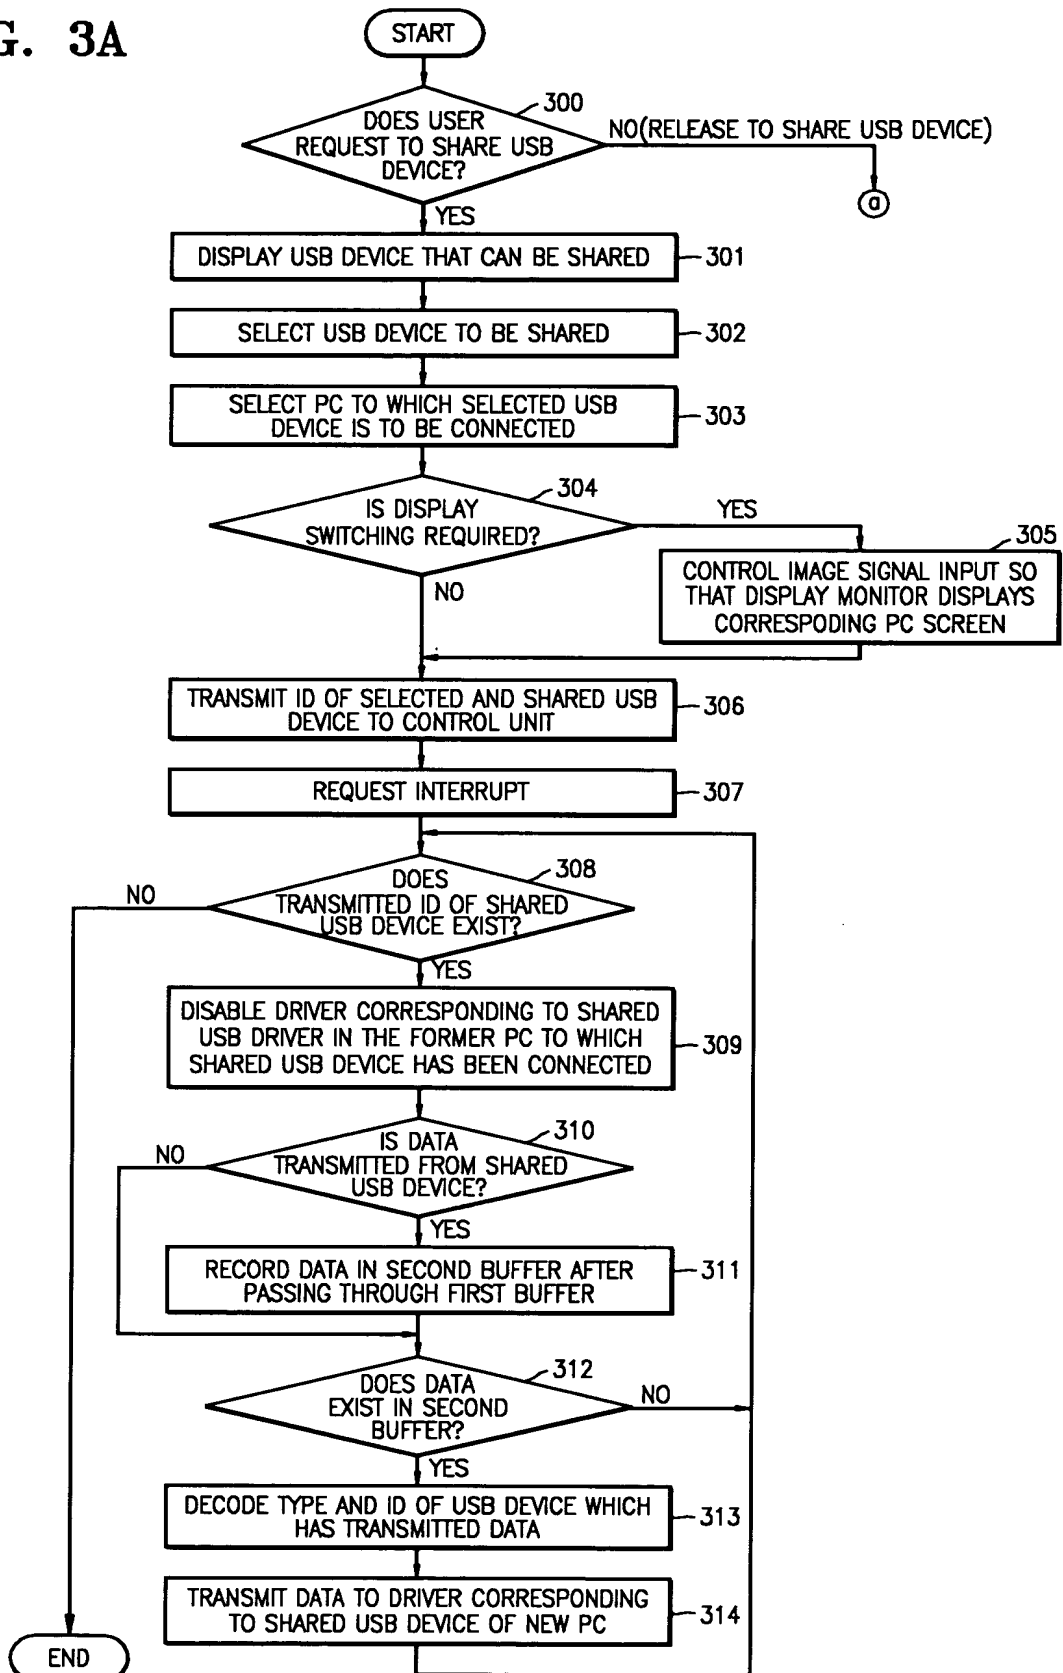 G. 3A
START
300
DOES USER
REQUEST TO SHARE USB
DEVICE?
NO(RELEASE TO SHARE USB DEVICE)
a
YES
DISPLAY USB DEVICE THAT CAN BE SHARED
301
SELECT USB DEVICE TO BE SHARED
302
SELECT PC TO WHICH SELECTED USB
DEVICE IS TO BE CONNECTED
303
304
IS DISPLAY
SWITCHING REQUIRED?
YES
NO
305
CONTROL IMAGE SIGNAL INPUT SO
THAT DISPLAY MONITOR DISPLAYS
CORRESPODING PC SCREEN
TRANSMIT ID OF SELECTED AND SHARED USB
DEVICE TO CONTROL UNIT
306
REQUEST INTERRUPT
307
308
DOES
TRANSMITTED ID OF SHARED
USB DEVICE EXIST?
NO
YES
DISABLE DRIVER CORRESPONDING TO SHARED
USB DRIVER IN THE FORMER PC TO WHICH
SHARED USB DEVICE HAS BEEN CONNECTED
309
310
IS DATA
TRANSMITTED FROM SHARED
USB DEVICE?
NO
YES
RECORD DATA IN SECOND BUFFER AFTER
PASSING THROUGH FIRST BUFFER
311
312
DOES DATA
EXIST IN SECOND
BUFFER?
NO
YES
DECODE TYPE AND ID OF USB DEVICE WHICH
HAS TRANSMITTED DATA
313
TRANSMIT DATA TO DRIVER CORRESPONDING
TO SHARED USB DEVICE OF NEW PC
314
END